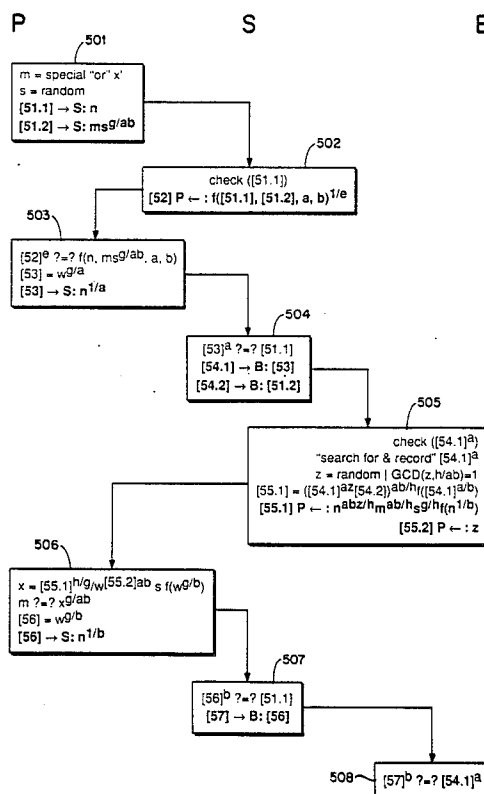 P S B
501
m = special "or" x'
s = random
[51.1] → S: n
[51.2] → S: ms^g/ab
502
check ([51.1])
[52] P ← : f([51.1], [51.2], a, b)^1/e
503
[52]^e ?=? f(n, ms^g/ab, a, b)
[53] = w^g/a
[53] → S: n^1/a
504
[53]^a ?=? [51.1]
[54.1] → B: [53]
[54.2] → B: [51.2]
505
check ([54.1]^a)
"search for & record" [54.1]^a
z = random | GCD(z,h/ab)=1
[55.1] = ([54.1]^az[54.2])^ab/h f([54.1]^a/b)
[55.1] P ← : n^abz/h m^ab/h s^g/h f(n^1/b)
[55.2] P ← : z
506
x = [55.1]^h/g/w^[55.2]ab s f(w^g/b)
m ?=? x^g/ab
[56] = w^g/b
[56] → S: n^1/b
507
[56]^b ?=? [51.1]
[57] → B: [56]
508
[57]^b ?=? [54.1]^a